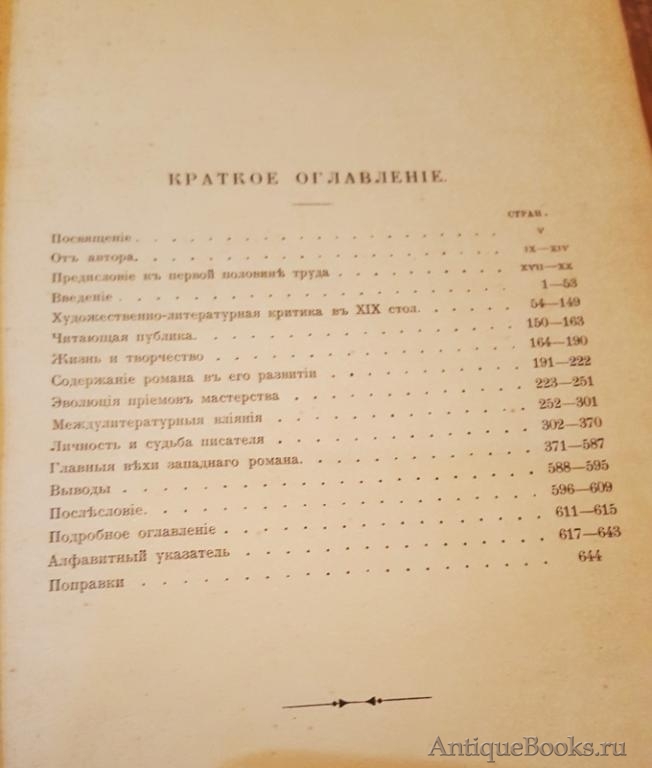 КРАТКОЕ ОГЛАВЛЕНІЕ.
СТРАН.
Посвященіе . . . . . . . . . . V
Отъ автора. . . . . . . . . . IX—XIV
Предисловіе къ первой половинѣ труда . . . . . . . . . . XVII—XX
Введеніе . . . . . . . . . . 1—53
Художественно-литературная критика въ XIX стол. . . . . . . . . . 54—149
Читающая публика. . . . . . . . . . 150—163
Жизнь и творчество . . . . . . . . . . 164—190
Содержаніе романа въ его развитіи . . . . . . . . . . 191—222
Эволюція пріемовъ мастерства . . . . . . . . . . 223—251
Междулитературныя вліянія . . . . . . . . . . 252—301
Личность и судьба писателя . . . . . . . . . . 302—370
Главныя вѣхи западнаго романа. . . . . . . . . . 371—587
Выводы . . . . . . . . . . 588—595
Послѣсловіе. . . . . . . . . . 596—609
Подробное оглавленіе . . . . . . . . . . 611—615
Алфавитный указатель . . . . . . . . . . 617—643
Поправки . . . . . . . . . . 644
AntiqueBooks.ru